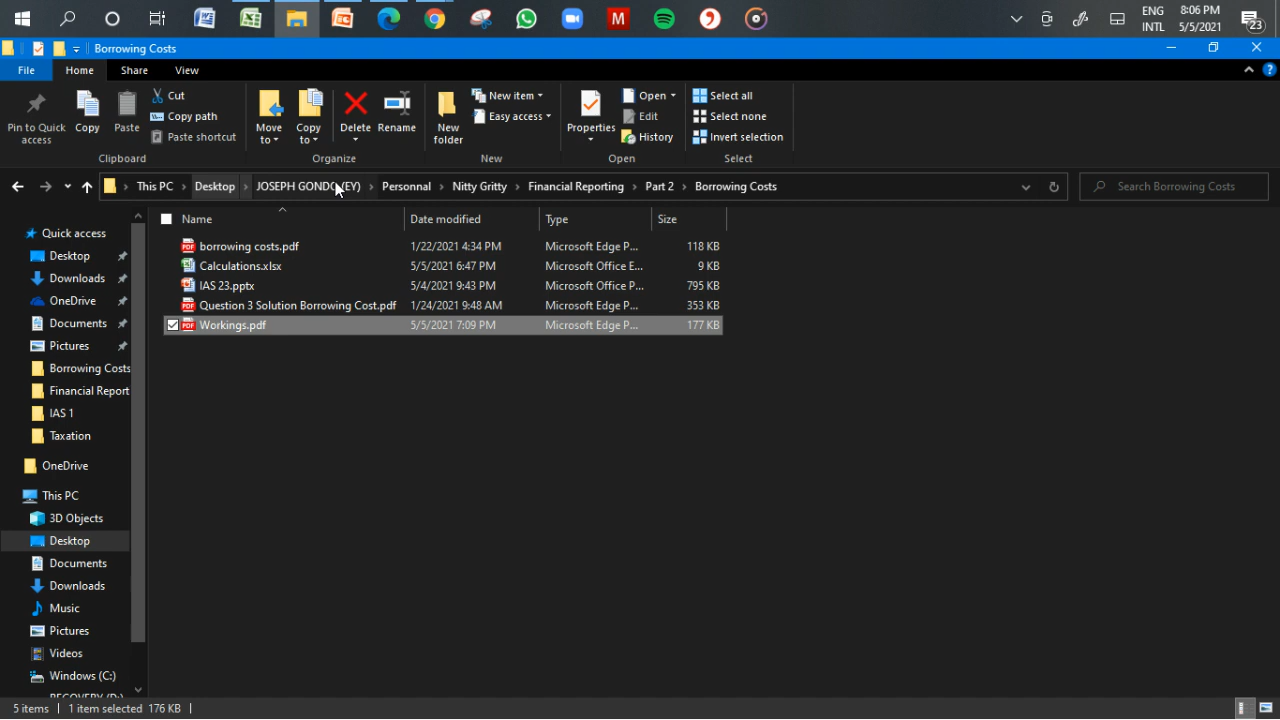 ENG
8:06 PM
INTL
5/5/2021
23
Borrowing Costs
File Home Share View
Pin to Quick access
Copy
Paste
Cut
Copy path
Paste shortcut
Clipboard
Move to
Copy to
Delete
Rename
Organize
New folder
New item
Easy access
New
Properties
Open
Edit
History
Open
Select all
Select none
Invert selection
Select
This PC > Desktop > JOSEPH GONDO (EY) > Personnal > Nitty Gritty > Financial Reporting > Part 2 > Borrowing Costs
Search Borrowing Costs
Name Date modified Type Size
borrowing costs.pdf 1/22/2021 4:34 PM Microsoft Edge P... 118 KB
Calculations.xlsx 5/5/2021 6:47 PM Microsoft Office E... 9 KB
IAS 23.pptx 5/4/2021 9:43 PM Microsoft Office P... 795 KB
Question 3 Solution Borrowing Cost.pdf 1/24/2021 9:48 AM Microsoft Edge P... 353 KB
Workings.pdf 5/5/2021 7:09 PM Microsoft Edge P... 177 KB
Quick access
Desktop
Downloads
OneDrive
Documents
Pictures
Borrowing Costs
Financial Report
IAS 1
Taxation
OneDrive
This PC
3D Objects
Desktop
Documents
Downloads
Music
Pictures
Videos
Windows (C:)
5 items 1 item selected 176 KB